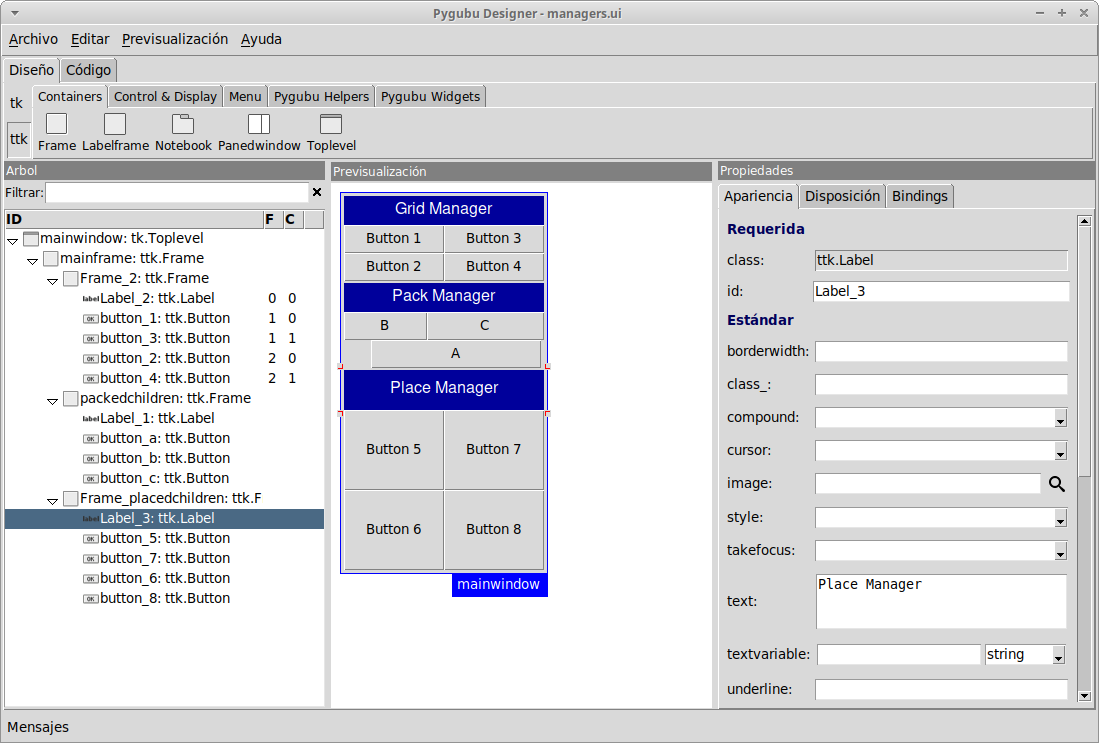 Pygubu Designer - managers.ui
Archivo Editar Previsualización Ayuda
Diseño Código
tk
ttk
Containers Control & Display Menu Pygubu Helpers Pygubu Widgets
Frame Labelframe Notebook Panedwindow Toplevel
Arbol
Filtrar:
ID F C
mainwindow: tk.Toplevel
mainframe: ttk.Frame
Frame_2: ttk.Frame
label Label_2: ttk.Label 0 0
OK button_1: ttk.Button 1 0
OK button_3: ttk.Button 1 1
OK button_2: ttk.Button 2 0
OK button_4: ttk.Button 2 1
packedchildren: ttk.Frame
label Label_1: ttk.Label
OK button_a: ttk.Button
OK button_b: ttk.Button
OK button_c: ttk.Button
Frame_placedchildren: ttk.F
label Label_3: ttk.Label
OK button_5: ttk.Button
OK button_7: ttk.Button
OK button_6: ttk.Button
OK button_8: ttk.Button
Previsualización
Grid Manager
Button 1 Button 3
Button 2 Button 4
Pack Manager
B C
A
Place Manager
Button 5 Button 7
Button 6 Button 8
mainwindow
Propiedades
Apariencia Disposición Bindings
Requerida
class: ttk.Label
id: Label_3
Estándar
borderwidth:
class_:
compound:
cursor:
image:
style:
takefocus:
text: Place Manager
textvariable: string
underline:
Mensajes